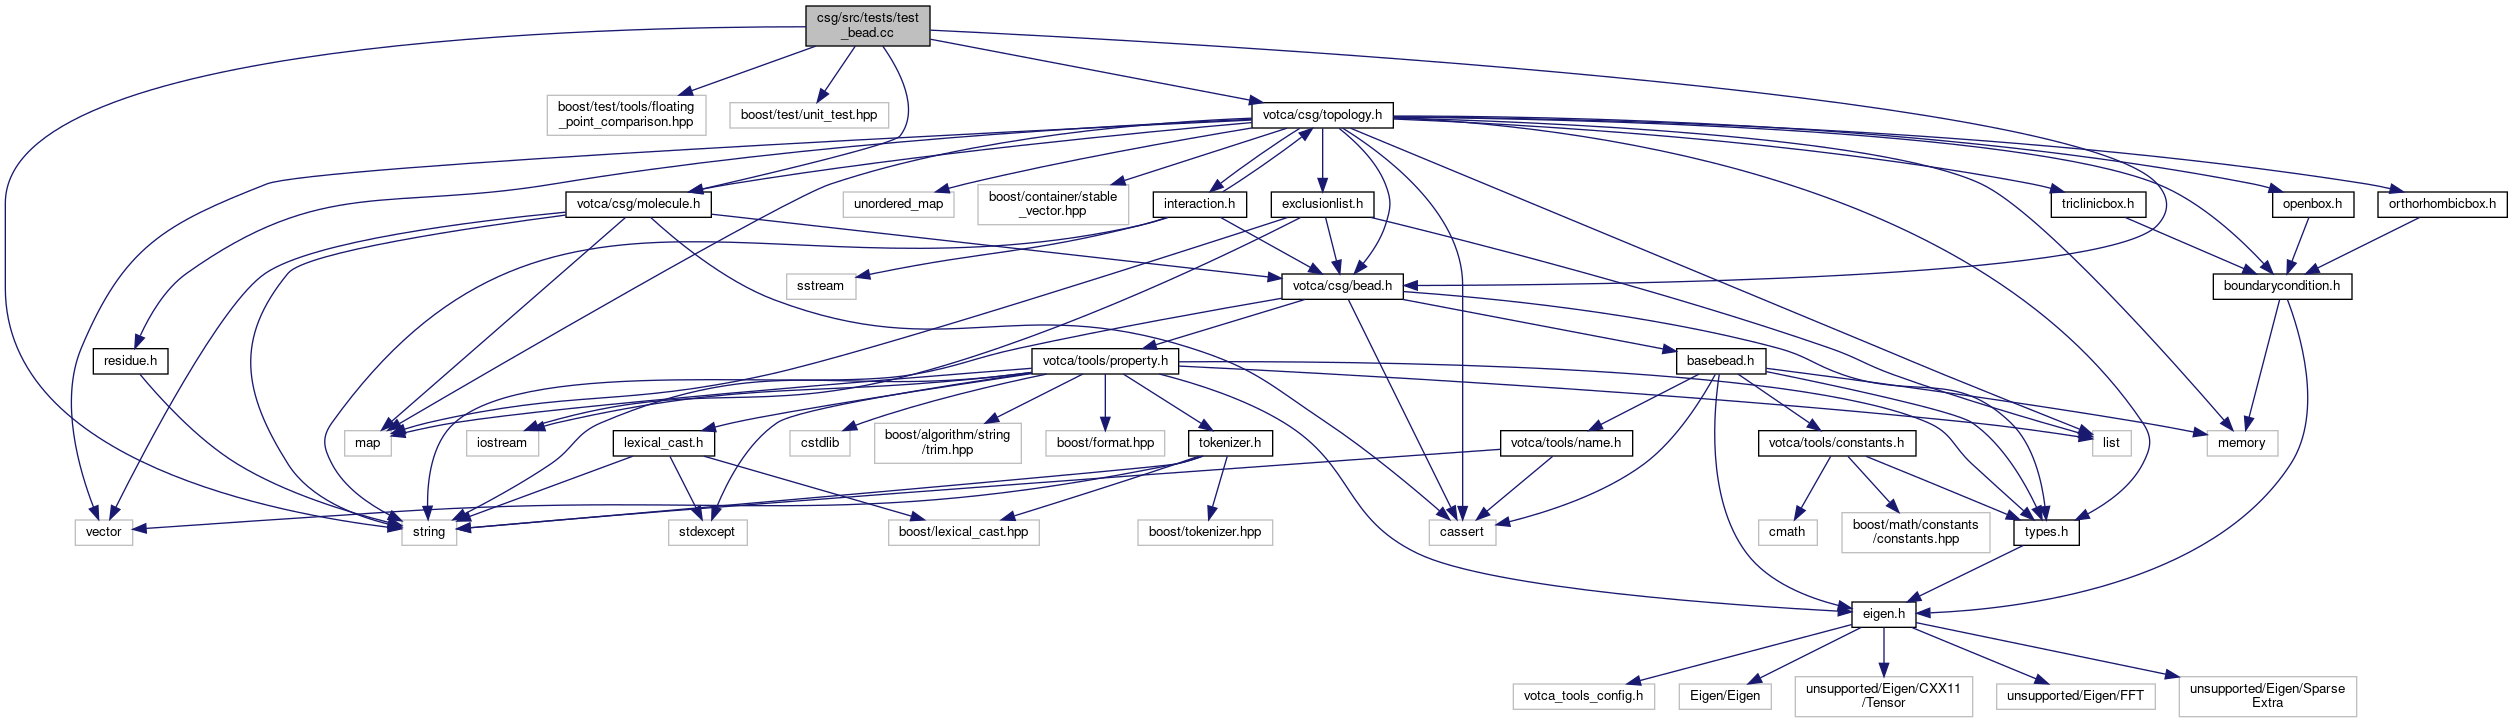 csg/src/tests/test
_bead.cc
boost/test/tools/floating
_point_comparison.hpp
boost/test/unit_test.hpp
votca/csg/topology.h
votca/csg/molecule.h
unordered_map
boost/container/stable
_vector.hpp
interaction.h
exclusionlist.h
triclinicbox.h
openbox.h
orthorhombicbox.h
sstream
votca/csg/bead.h
boundarycondition.h
residue.h
votca/tools/property.h
basebead.h
map
iostream
lexical_cast.h
cstdlib
boost/algorithm/string
/trim.hpp
boost/format.hpp
tokenizer.h
votca/tools/name.h
votca/tools/constants.h
list
memory
vector
string
stdexcept
boost/lexical_cast.hpp
boost/tokenizer.hpp
cassert
cmath
boost/math/constants
/constants.hpp
types.h
eigen.h
votca_tools_config.h
Eigen/Eigen
unsupported/Eigen/CXX11
/Tensor
unsupported/Eigen/FFT
unsupported/Eigen/Sparse
Extra